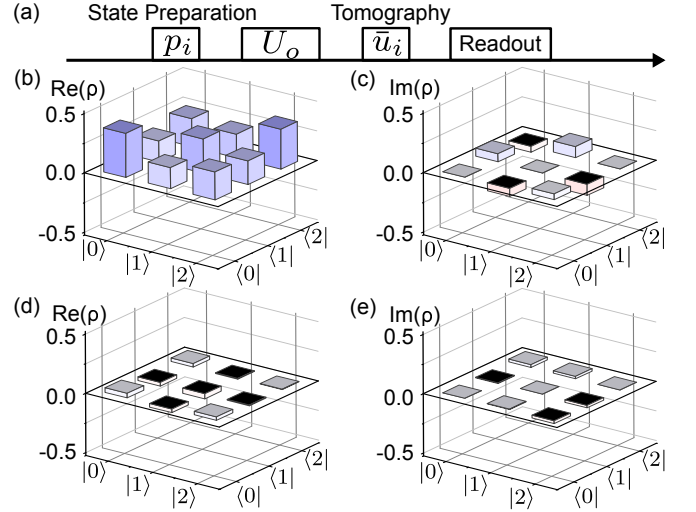 (a) State Preparation Tomography
p_i U_o ū_i Readout
(b) Re(ρ) (c) Im(ρ)
0.5 0.5
0.0 0.0
-0.5 -0.5
|0⟩ |1⟩ |2⟩ ⟨0| ⟨1| ⟨2| |0⟩ |1⟩ |2⟩ ⟨0| ⟨1| ⟨2|
(d) Re(ρ) (e) Im(ρ)
0.5 0.5
0.0 0.0
-0.5 -0.5
|0⟩ |1⟩ |2⟩ ⟨0| ⟨1| ⟨2| |0⟩ |1⟩ |2⟩ ⟨0| ⟨1| ⟨2|